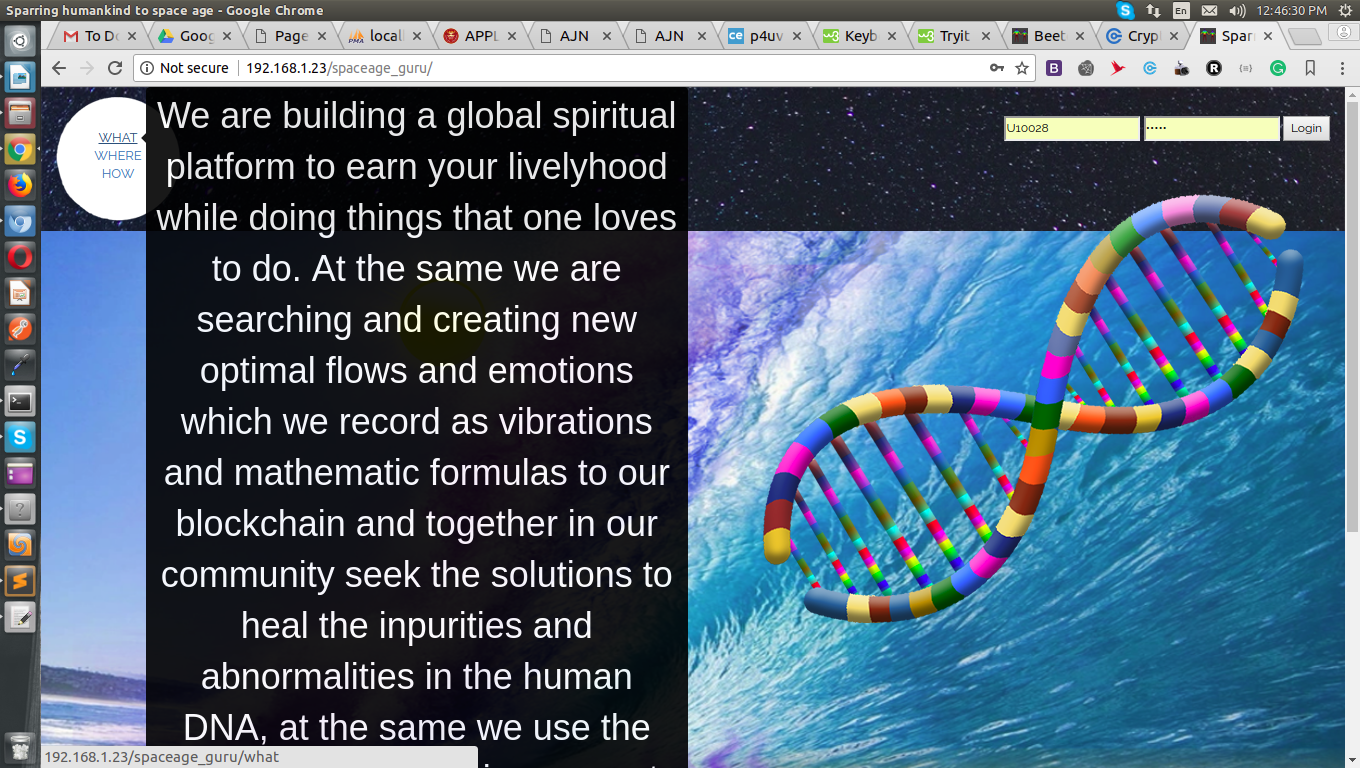 Sparring humankind to space age - Google Chrome
En
12:46:30 PM
To Do
Goog
Page
locall
APPL
AJN
AJN
p4uv
Keyb
Tryit
Beet
Crypt
Sparr
Not secure
192.168.1.23/spaceage_guru/
WHAT
WHERE
HOW
We are building a global spiritual
platform to earn your livelyhood
while doing things that one loves
to do. At the same we are
searching and creating new
optimal flows and emotions
which we record as vibrations
and mathematic formulas to our
blockchain and together in our
community seek the solutions to
heal the inpurities and
abnormalities in the human
DNA, at the same we use the
U10028
•••••
Login
192.168.1.23/spaceage_guru/what